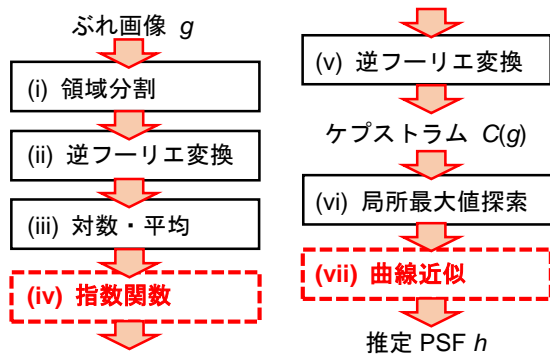 ぶれ画像 g
(i) 領域分割
(ii) 逆フーリエ変換
(iii) 対数・平均
(iv) 指数関数
(v) 逆フーリエ変換
ケプストラム C(g)
(vi) 局所最大値探索
(vii) 曲線近似
推定 PSF h